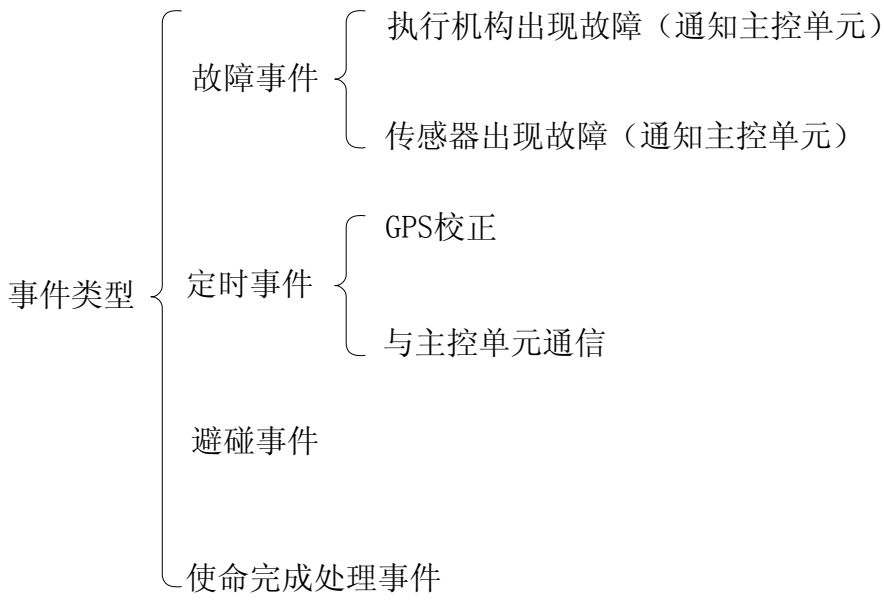 执行机构出现故障（通知主控单元）
故障事件
传感器出现故障（通知主控单元）
GPS校正
定时事件
事件类型
与主控单元通信
避碰事件
使命完成处理事件